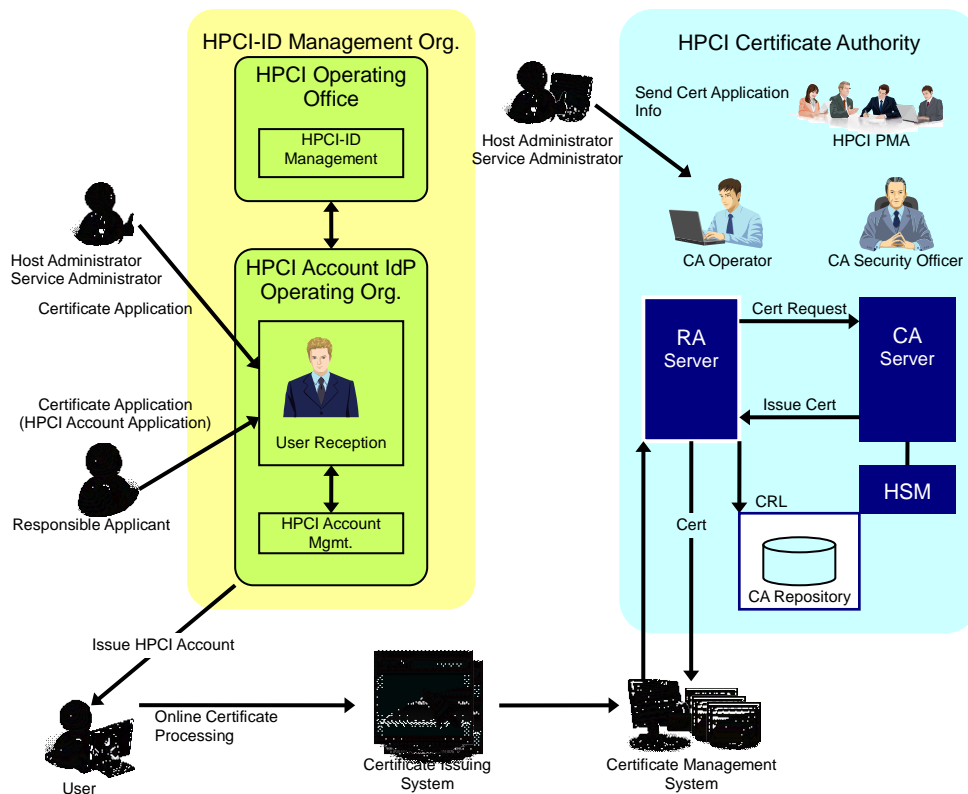 HPCI-ID Management Org.
HPCI Operating
Office
HPCI-ID
Management
Host Administrator
Service Administrator
Certificate Application
HPCI Account IdP
Operating Org.
User Reception
Certificate Application
(HPCI Account Application)
Responsible Applicant
HPCI Account
Mgmt.
Issue HPCI Account
User
Online Certificate
Processing
Certificate Issuing
System
Certificate Management
System
Host Administrator
Service Administrator
HPCI Certificate Authority
Send Cert Application
Info
HPCI PMA
CA Operator
CA Security Officer
RA
Server
Cert Request
CA
Server
Issue Cert
HSM
CRL
Cert
CA Repository